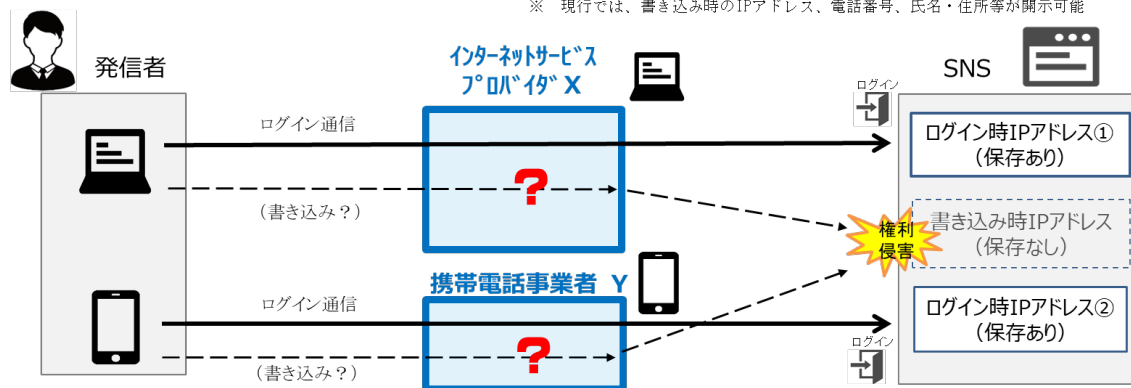 ※ 現行では、書き込み時のIPアドレス、電話番号、氏名・住所等が開示可能
発信者
インターネットサービス
プロバイダ X
SNS
ログイン
ログイン通信
ログイン時IPアドレス①
(保存あり)
?
(書き込み?)
権利
侵害
書き込み時IPアドレス
(保存なし)
携帯電話事業者 Y
ログイン通信
ログイン時IPアドレス②
(保存あり)
ログイン
?
(書き込み?)